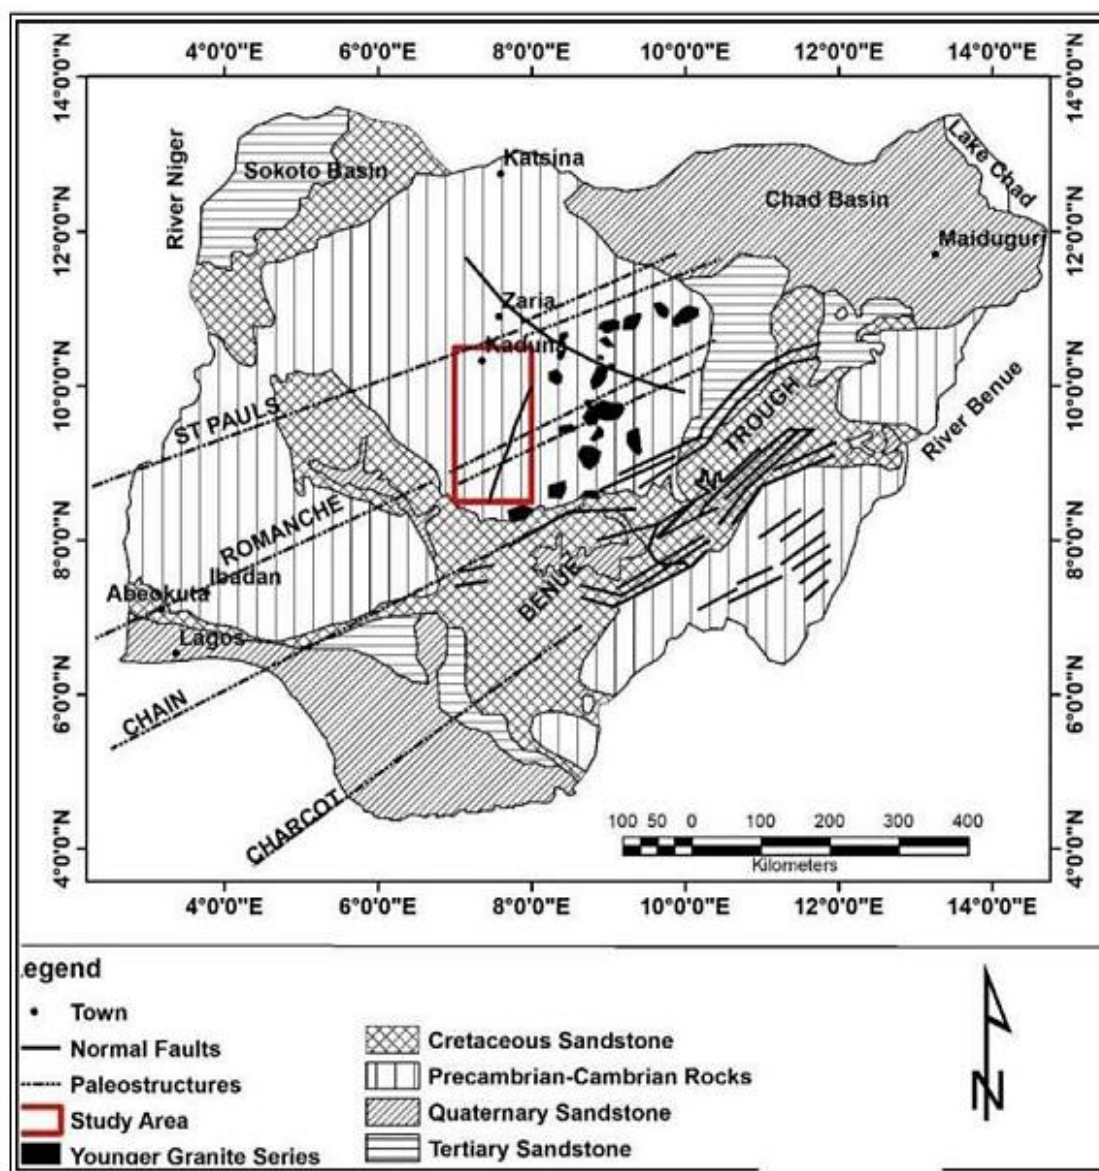 4°0'0"E 6°0'0"E 8°0'0"E 10°0'0"E 12°0'0"E 14°0'0"E
14°0'0"N
12°0'0"N
10°0'0"N
8°0'0"N
6°0'0"N
4°0'0"N
14°0'0"N
12°0'0"N
10°0'0"N
8°0'0"N
6°0'0"N
4°0'0"N
River Niger
Sokoto Basin
Katsina
Lake Chad
Chad Basin
Maiduguri
Zaria
Kaduna
ST PAULS
TROUGH
River Benue
ROMANCHE
Ibadan
Abeokuta
BENUE
Lagos
CHAIN
CHARCOT
100 50 0 100 200 300 400
Kilometers
4°0'0"E 6°0'0"E 8°0'0"E 10°0'0"E 12°0'0"E 14°0'0"E
Legend
Town
Normal Faults
Paleostructures
Study Area
Younger Granite Series
Cretaceous Sandstone
Precambrian-Cambrian Rocks
Quaternary Sandstone
Tertiary Sandstone
N